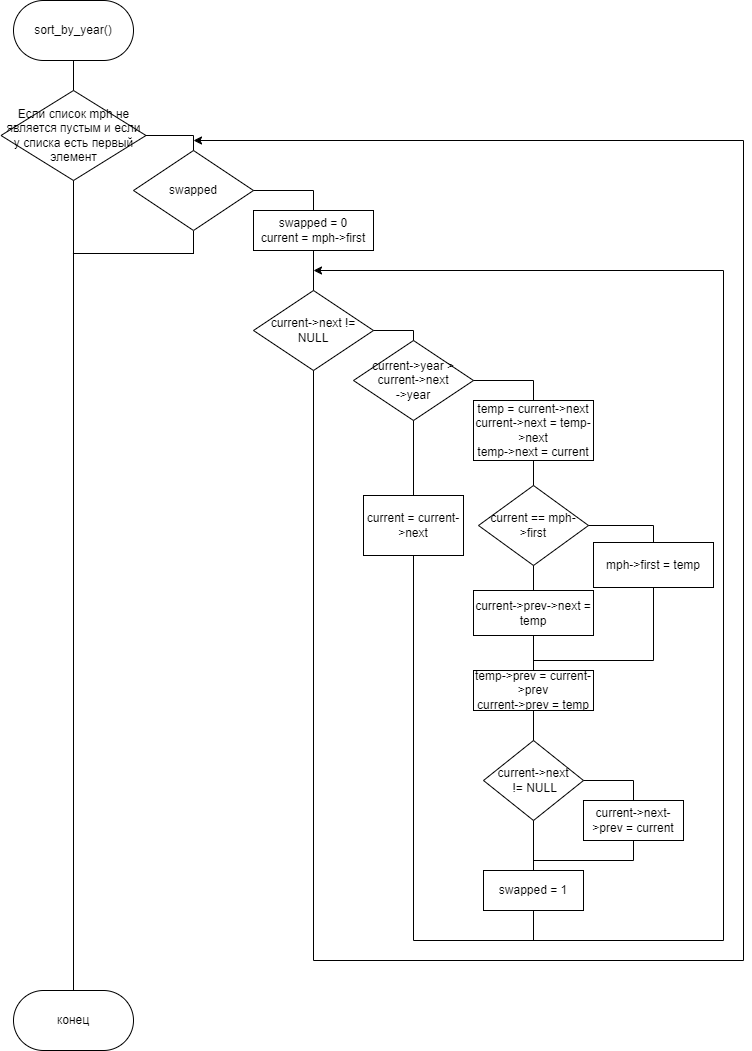 sort_by_year()
Если список mph не
является пустым и если
у списка есть первый
элемент
swapped
swapped = 0
current = mph->first
current->next !=
NULL
current->year >
current->next
->year
temp = current->next
current->next = temp-
>next
temp->next = current
current = current-
>next
current == mph-
>first
mph->first = temp
current->prev->next =
temp
temp->prev = current-
>prev
current->prev = temp
current->next
!= NULL
current->next-
>prev = current
swapped = 1
конец